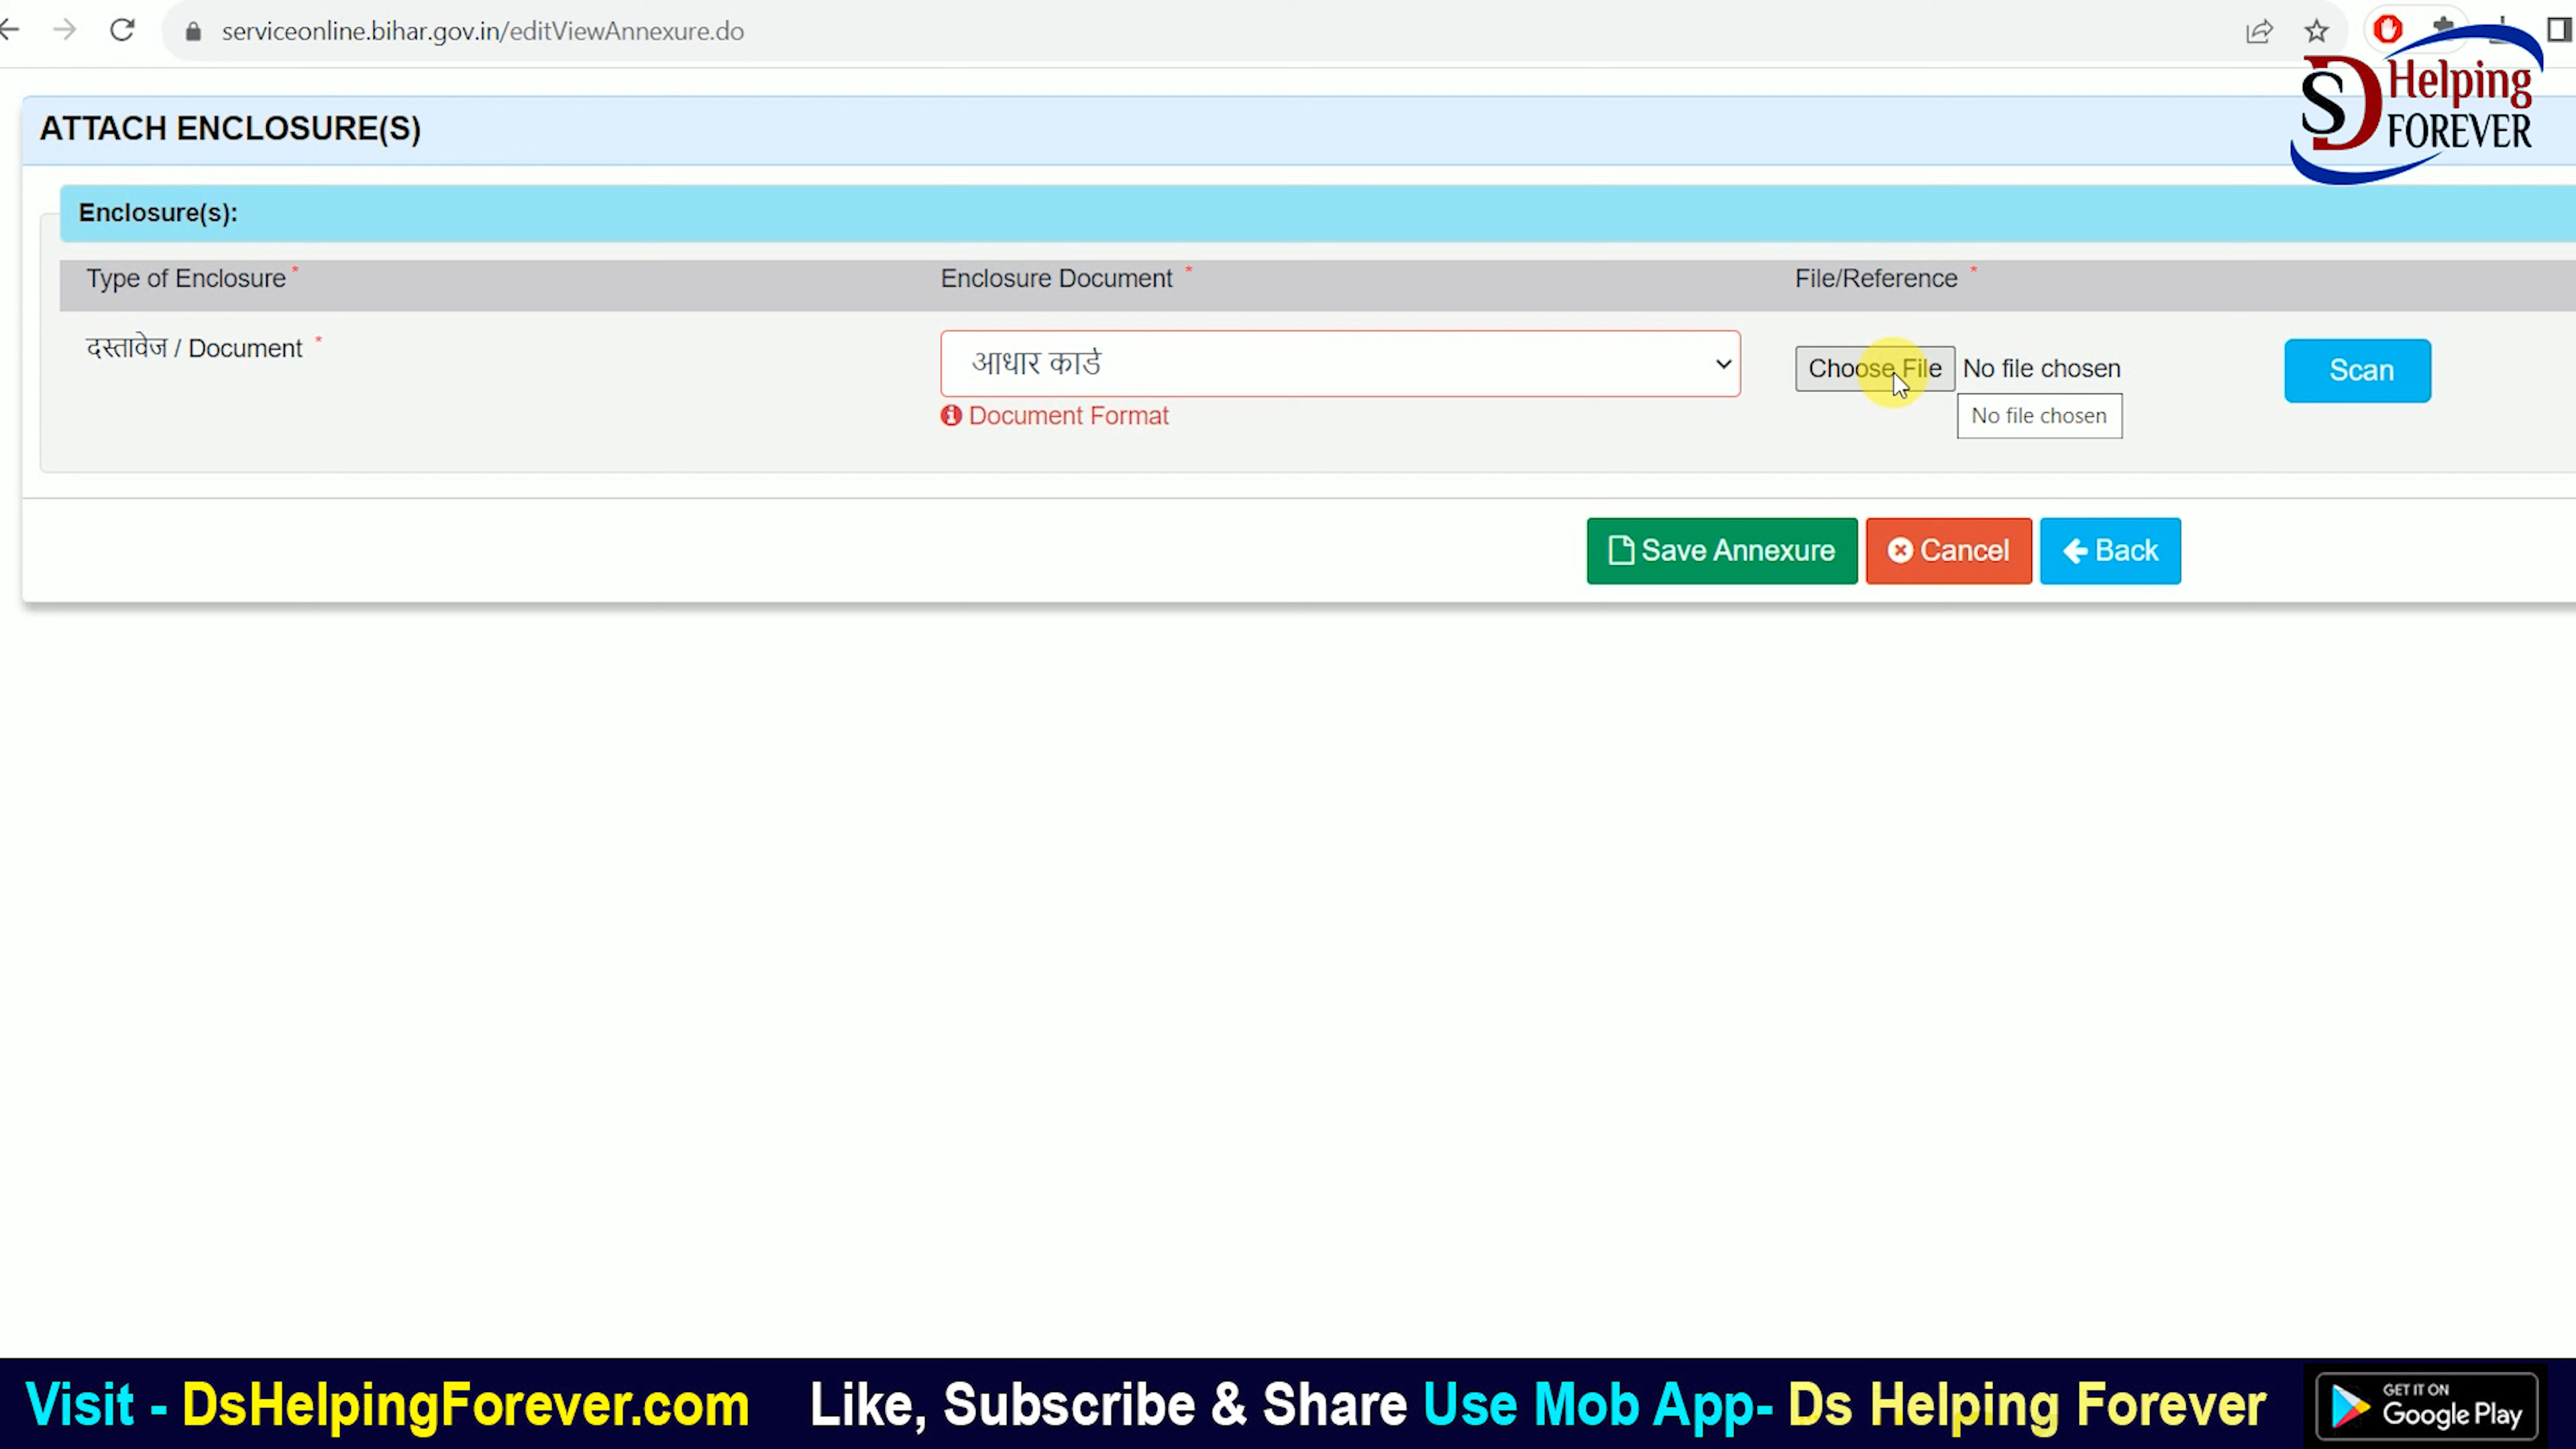 serviceonline.bihar.gov.in/editViewAnnexure.do
SD Helping
FOREVER
ATTACH ENCLOSURE(S)
Enclosure(s):
Type of Enclosure * Enclosure Document * File/Reference *
दस्तावेज / Document * आधार कार्ड Choose File No file chosen Scan
Document Format No file chosen
Save Annexure Cancel Back
Visit - DsHelpingForever.com Like, Subscribe & Share Use Mob App- Ds Helping Forever GET IT ON
Google Play